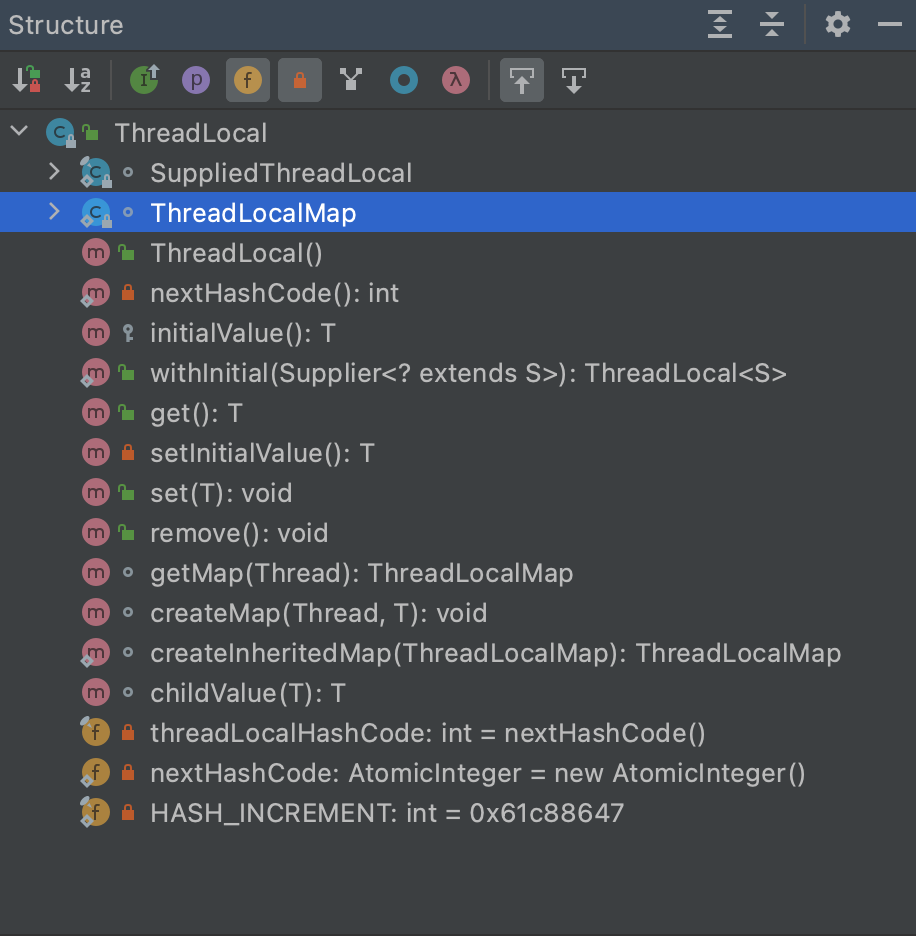 Structure
ThreadLocal
SuppliedThreadLocal
ThreadLocalMap
ThreadLocal()
nextHashCode(): int
initialValue(): T
withInitial(Supplier<? extends S>): ThreadLocal<S>
get(): T
setInitialValue(): T
set(T): void
remove(): void
getMap(Thread): ThreadLocalMap
createMap(Thread, T): void
createInheritedMap(ThreadLocalMap): ThreadLocalMap
childValue(T): T
threadLocalHashCode: int = nextHashCode()
nextHashCode: AtomicInteger = new AtomicInteger()
HASH_INCREMENT: int = 0x61c88647